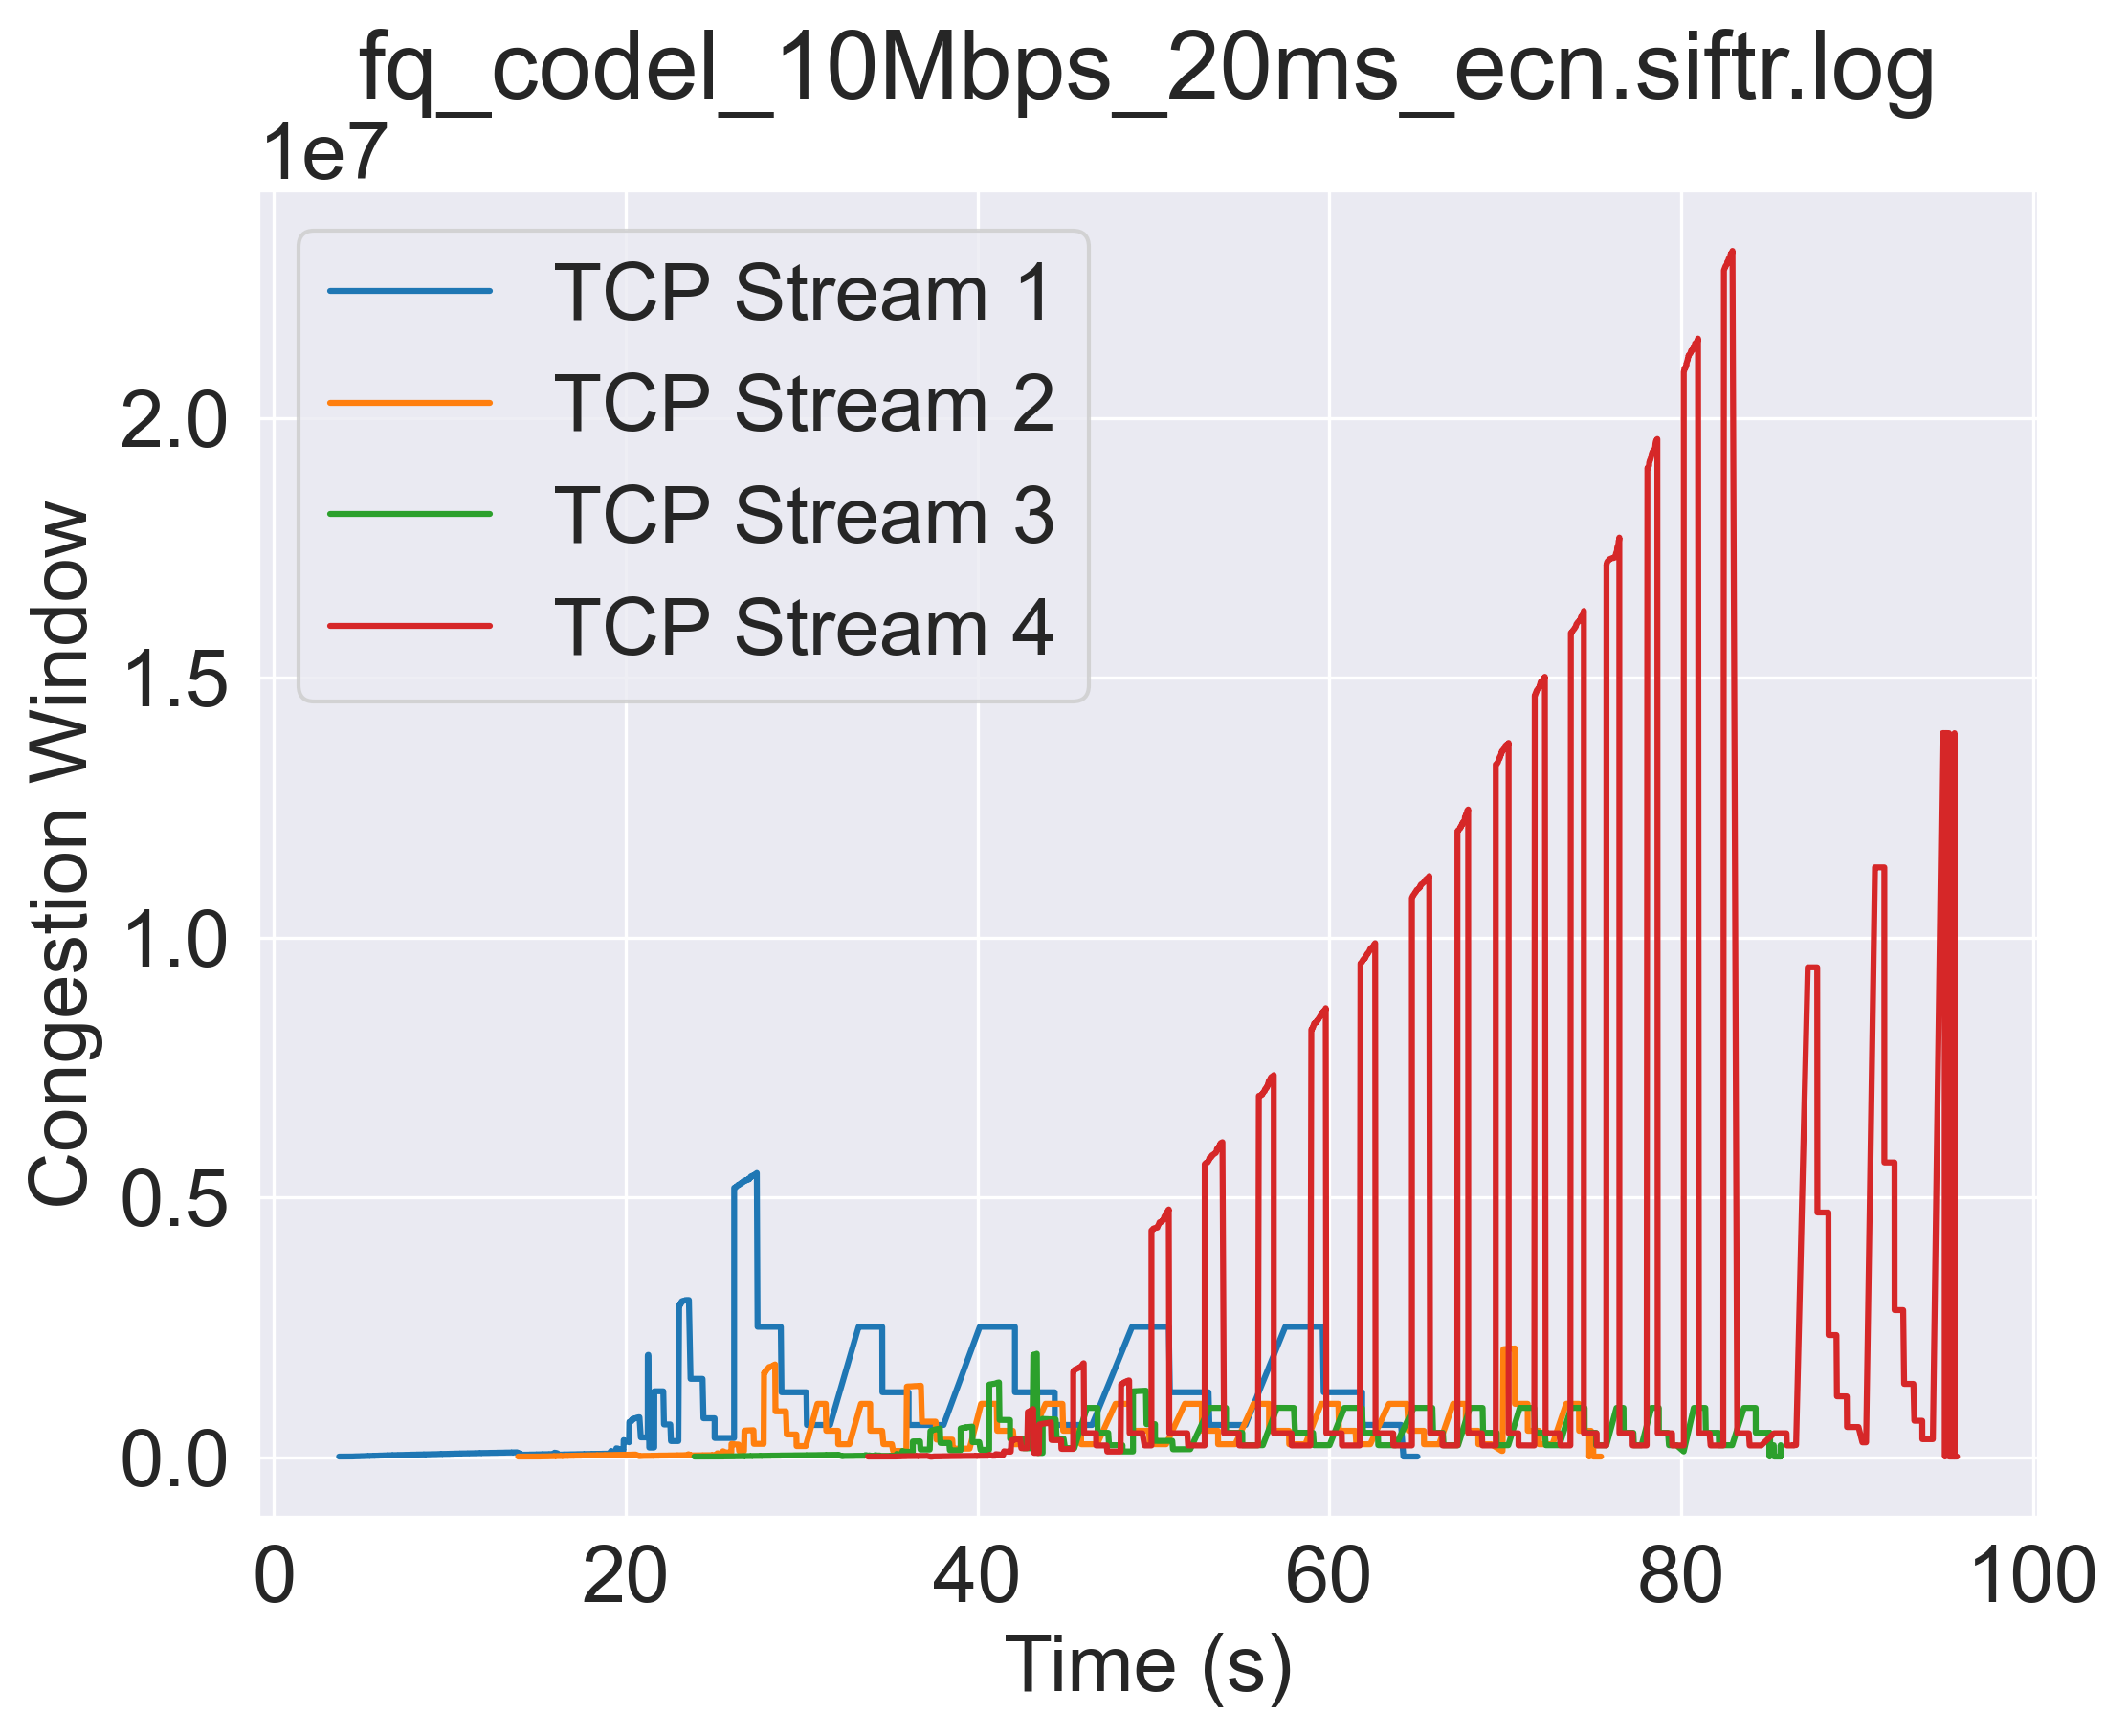 fq_codel_10Mbps_20ms_ecn.siftr.log
1e7
TCP Stream 1
TCP Stream 2
TCP Stream 3
TCP Stream 4
Congestion Window
2.0
1.5
1.0
0.5
0.0
0 20 40 60 80 100
Time (s)